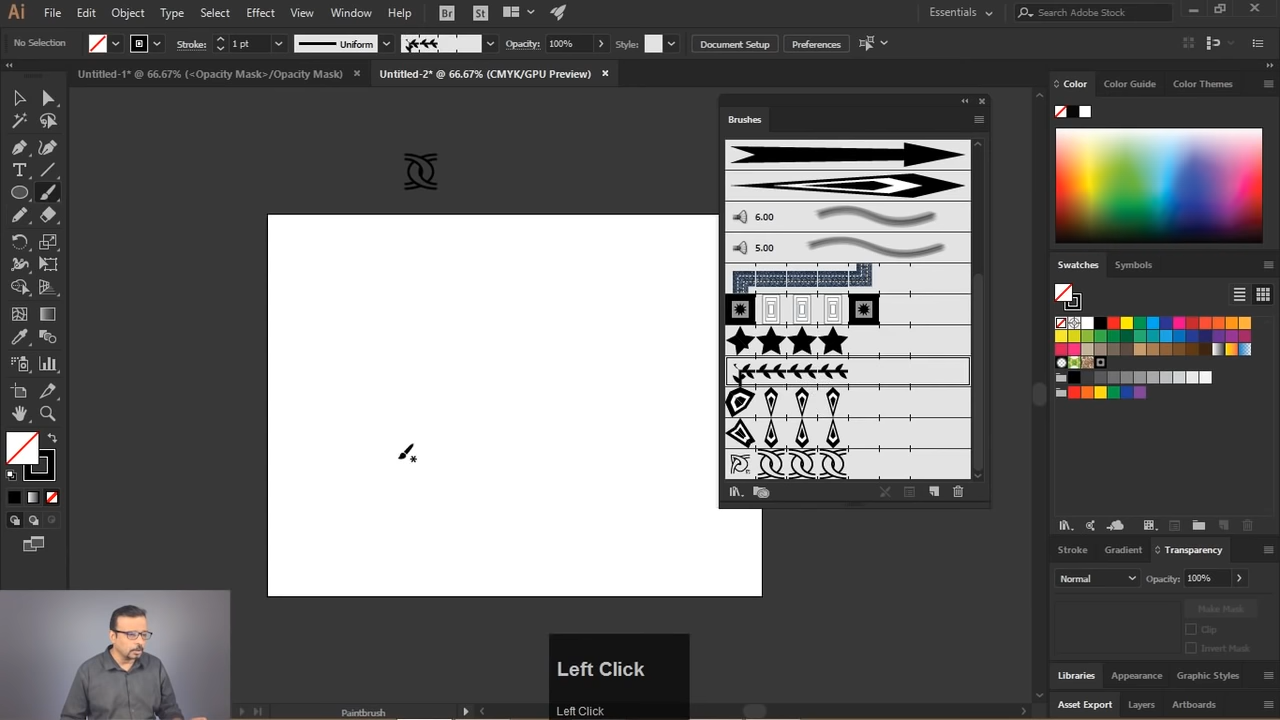 Ai File Edit Object Type Select Effect View Window Help Br St Essentials Search Adobe Stock
No Selection Stroke: 1 pt Uniform Opacity: 100% Style: Document Setup Preferences
Untitled-1* @ 66.67% (<Opacity Mask>/Opacity Mask) Untitled-2* @ 66.67% (CMYK/GPU Preview)
Color Color Guide Color Themes
Brushes
6.00
5.00
Swatches Symbols
Stroke Gradient Transparency
Normal Opacity: 100%
Make Mask
Clip
Invert Mask
Left Click
Left Click
Libraries Appearance Graphic Styles
Asset Export Layers Artboards
Paintbrush